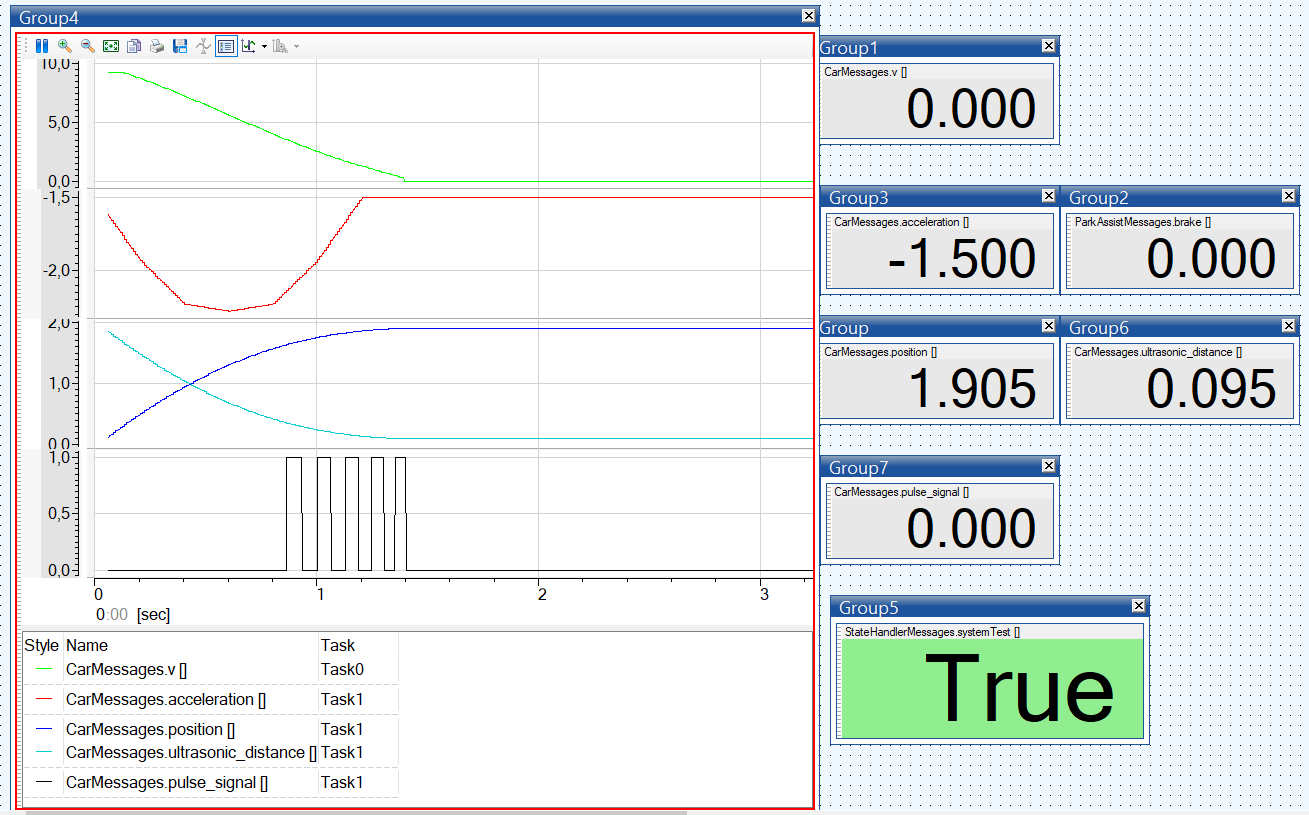 Group4
10,0
5,0
0,0
-1,5
-2,0
2,0
1,0
0,0
1,0
0,5
0,0
0 1 2 3
0:00 [sec]
Style Name Task
CarMessages.v [] Task0
CarMessages.acceleration [] Task1
CarMessages.position [] Task1
CarMessages.ultrasonic_distance [] Task1
CarMessages.pulse_signal [] Task1
Group1
CarMessages.v []
0.000
Group3
CarMessages.acceleration []
-1.500
Group2
ParkAssistMessages.brake []
0.000
Group
CarMessages.position []
1.905
Group6
CarMessages.ultrasonic_distance []
0.095
Group7
CarMessages.pulse_signal []
0.000
Group5
StateHandlerMessages.systemTest []
True